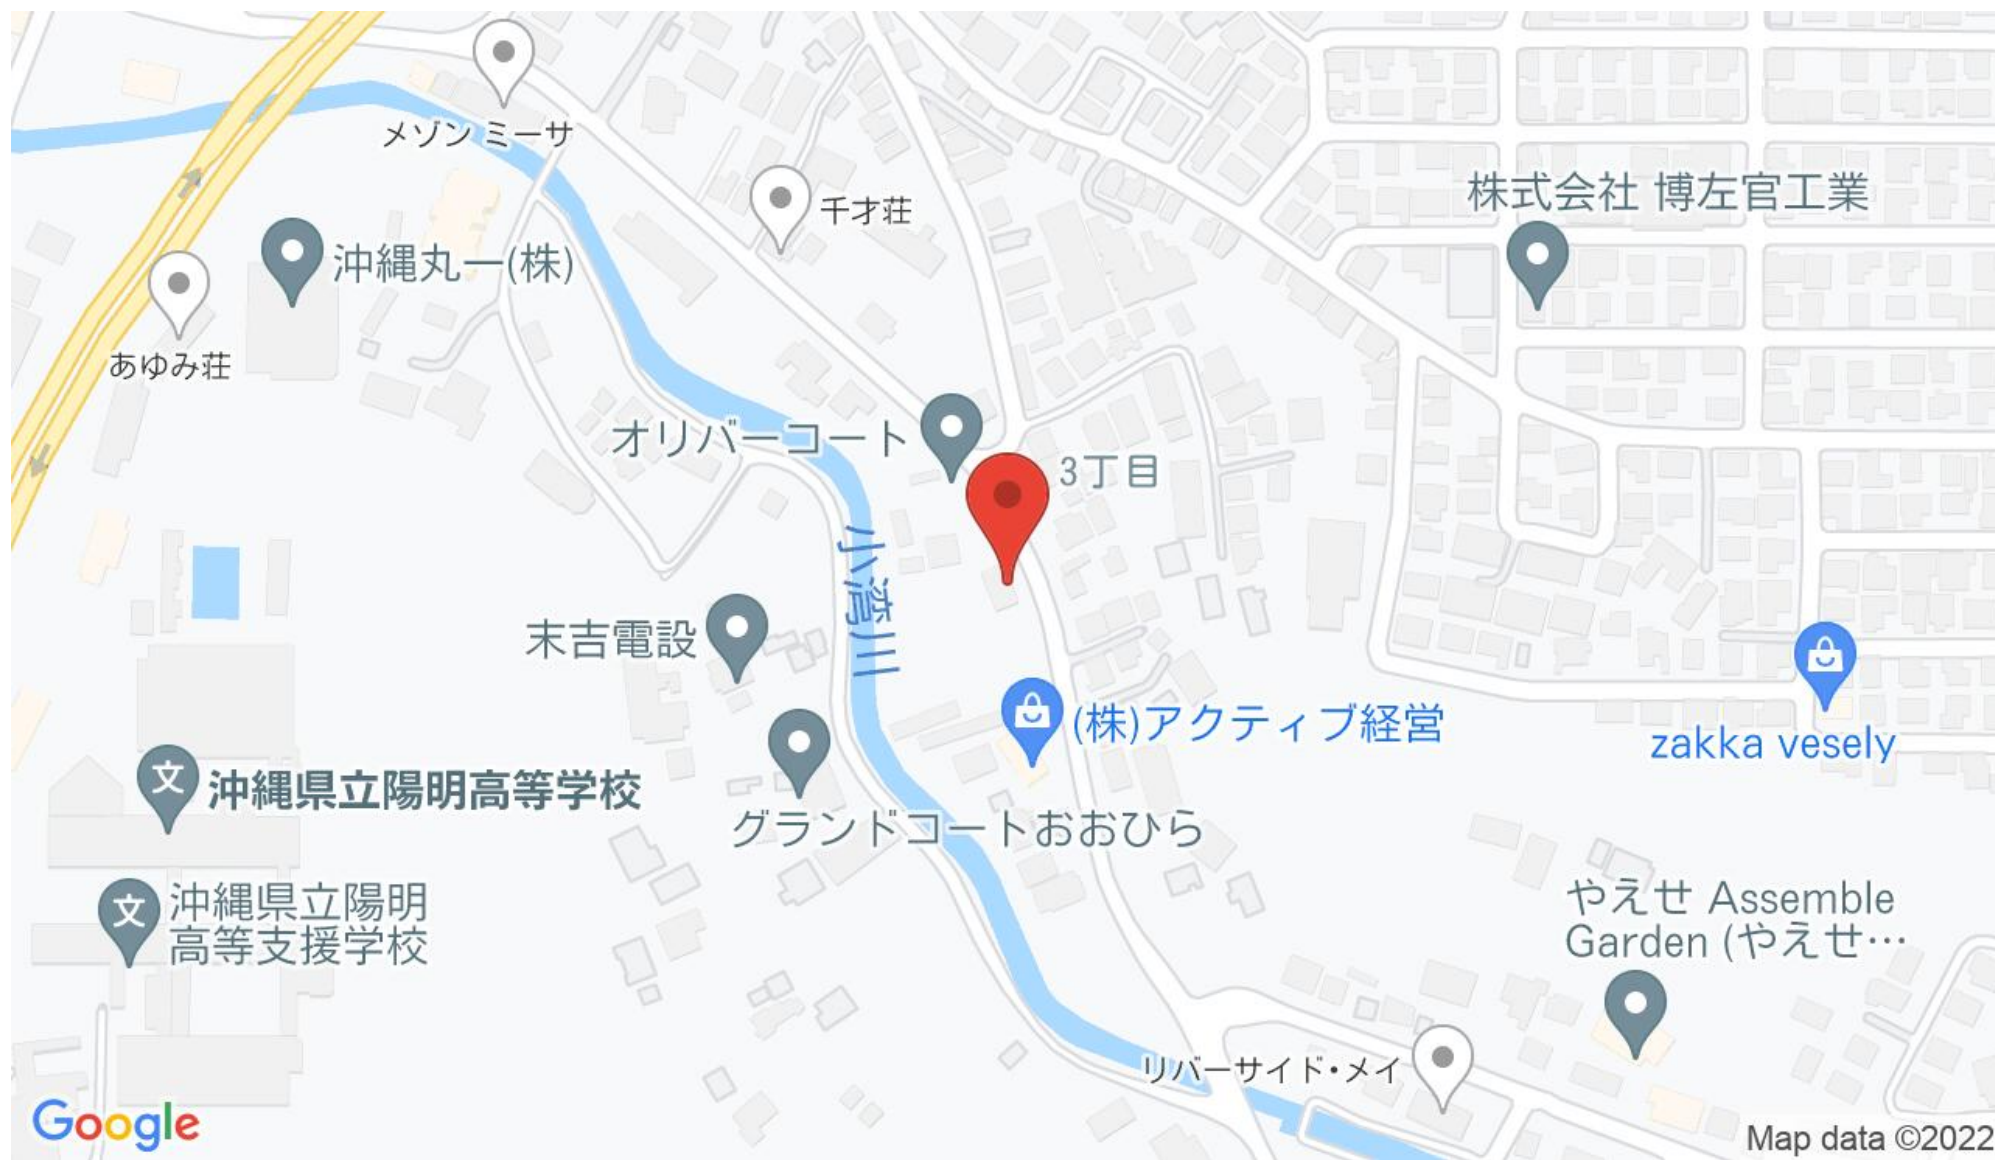 メゾン ミーサ
千才荘
株式会社 博左官工業
沖縄丸一(株)
あゆみ荘
オリバーコート
3丁目
小湾川
末吉電設
(株)アクティブ経営
zakka vesely
文
沖縄県立陽明高等学校
グランドコートおおひら
文
沖縄県立陽明
高等支援学校
やえせ Assemble
Garden (やえせ…
リバーサイド・メイ
Google
Map data ©2022